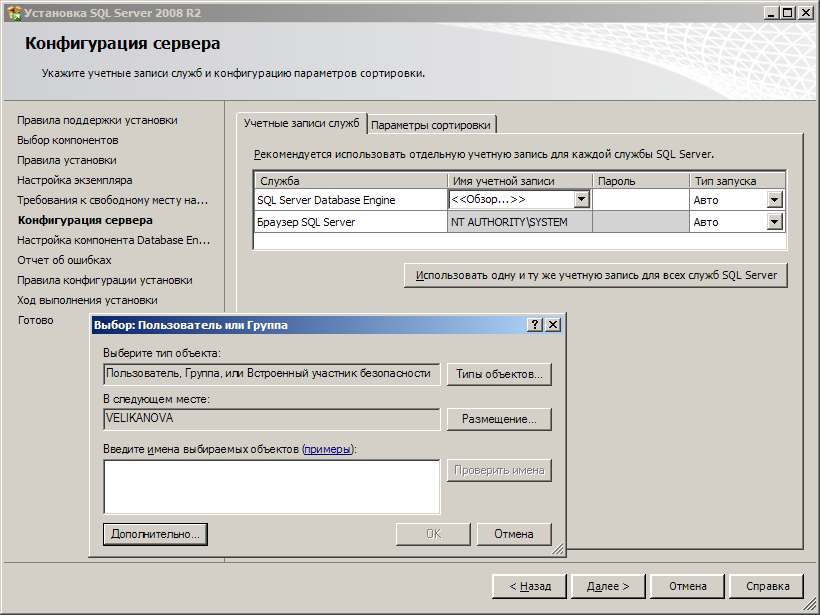 Установка SQL Server 2008 R2
Конфигурация сервера
Укажите учетные записи служб и конфигурацию параметров сортировки.
Правила поддержки установки
Выбор компонентов
Правила установки
Настройка экземпляра
Требования к свободному месту на...
Конфигурация сервера
Настройка компонента Database En...
Отчет об ошибках
Правила конфигурации установки
Ход выполнения установки
Готово
Учетные записи служб
Параметры сортировки
Рекомендуется использовать отдельную учетную запись для каждой службы SQL Server.
Служба Имя учетной записи Пароль Тип запуска
SQL Server Database Engine <<Обзор...>> Авто
Браузер SQL Server NT AUTHORITY\SYSTEM Авто
Использовать одну и ту же учетную запись для всех служб SQL Server
Выбор: Пользователь или Группа
Выберите тип объекта:
Пользователь, Группа, или Встроенный участник безопасности
Типы объектов...
В следующем месте:
VELIKANOVA
Размещение...
Введите имена выбираемых объектов (примеры):
Проверить имена
Дополнительно...
ОК
Отмена
< Назад
Далее >
Отмена
Справка